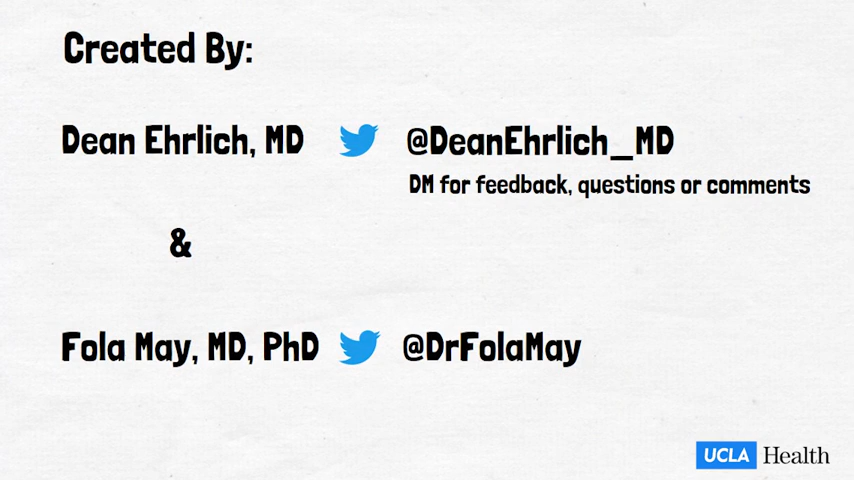 Created By:
Dean Ehrlich, MD @DeanEhrlich_MD
DM for feedback, questions or comments
&
Fola May, MD, PhD @DrFolaMay
UCLA Health